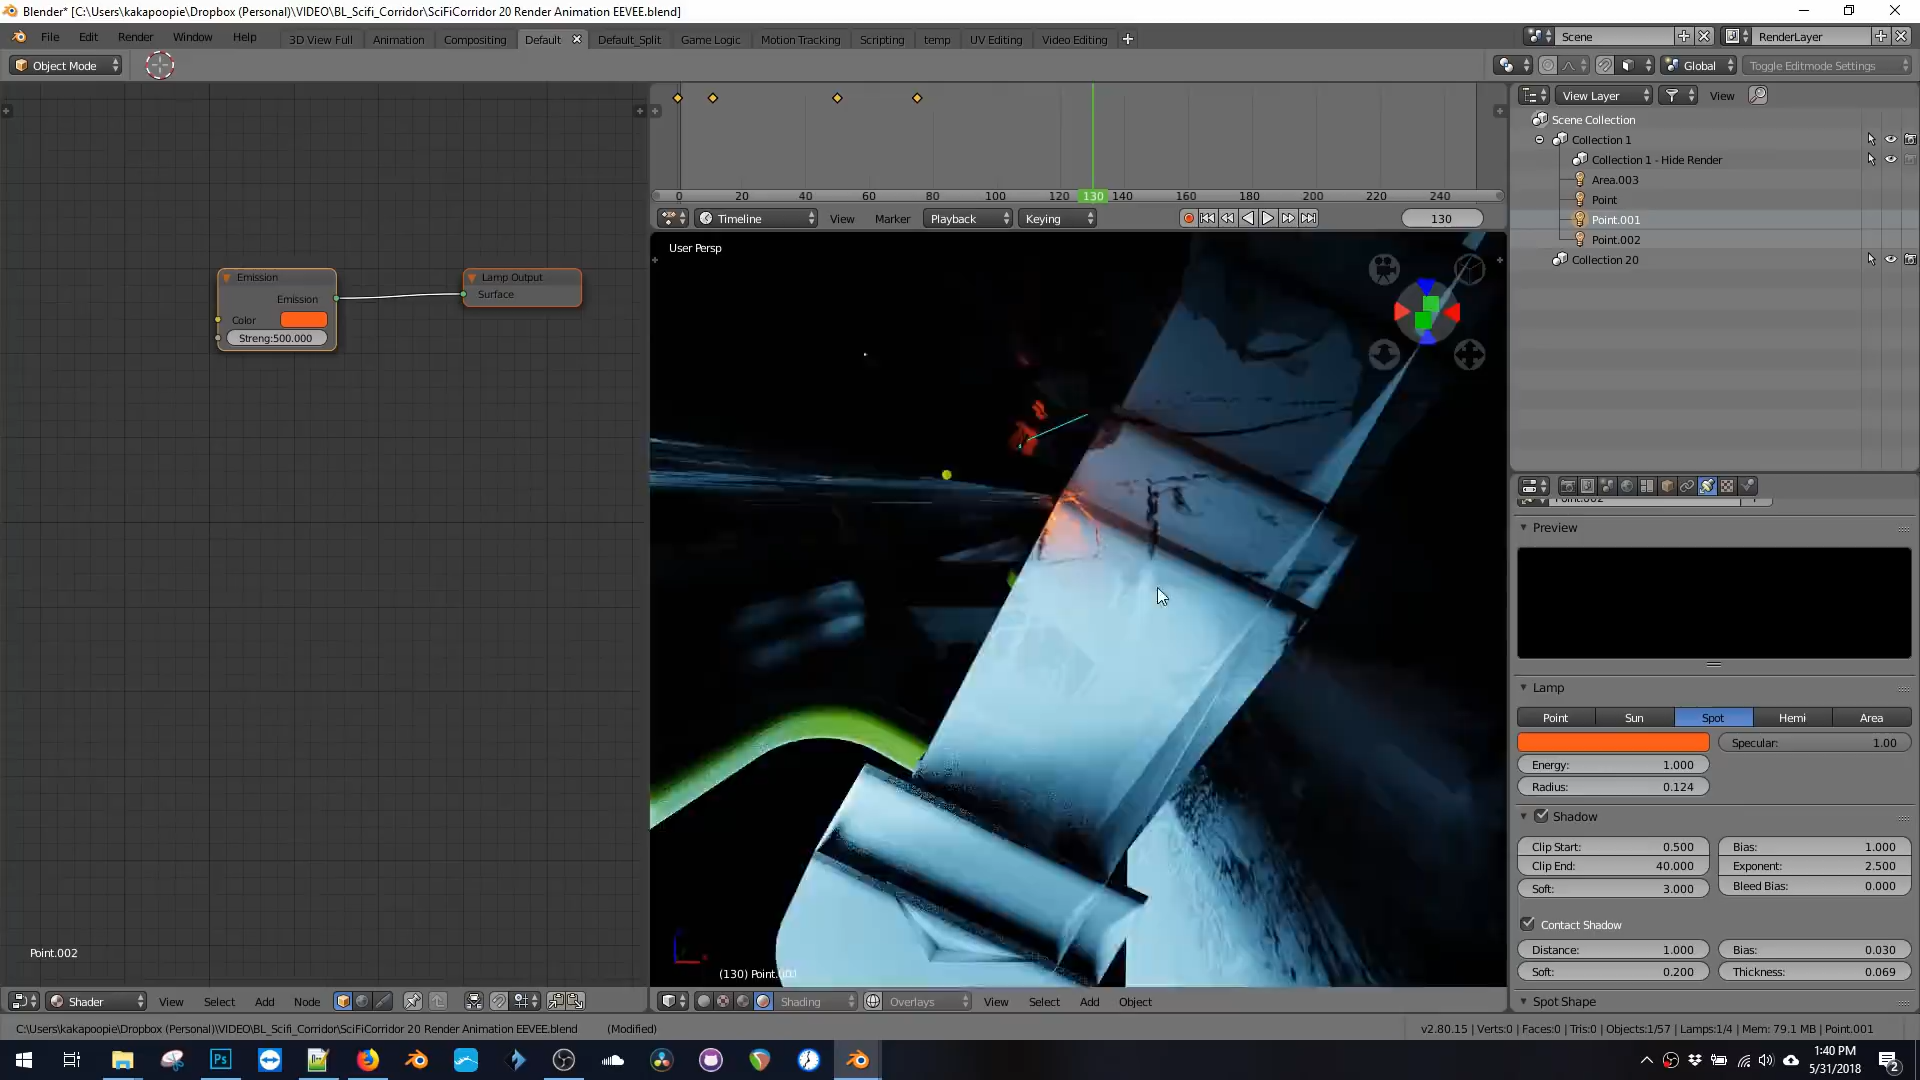 Blender* [C:\Users\kakapoopie\Dropbox (Personal)\VIDEO\BL_Scifi_Corridor\SciFiCorridor 20 Render Animation EEVEE.blend]
File Edit Render Window Help 3D View Full Animation Compositing Default Default_Split Game Logic Motion Tracking Scripting temp UV Editing Video Editing Scene RenderLayer
Object Mode Global Toggle Editmode Settings
View Layer View
Scene Collection
Collection 1
Collection 1 - Hide Render
Area.003
Point
Point.001
Point.002
Collection 20
0 20 40 60 80 100 120 130 140 160 180 200 220 240
Timeline View Marker Playback Keying 130
User Persp
Emission
Emission
Color
Streng:500.000
Lamp Output
Surface
Preview
Lamp
Point Sun Spot Hemi Area
Specular: 1.00
Energy: 1.000
Radius: 0.124
Shadow
Clip Start: 0.500 Bias: 1.000
Clip End: 40.000 Exponent: 2.500
Soft: 3.000 Bleed Bias: 0.000
Contact Shadow
Distance: 1.000 Bias: 0.030
Soft: 0.200 Thickness: 0.069
Spot Shape
Point.002
(130)
Shader View Select Add Node
Shading Overlays View Select Add Object
C:\Users\kakapoopie\Dropbox (Personal)\VIDEO\BL_Scifi_Corridor\SciFiCorridor 20 Render Animation EEVEE.blend (Modified)
v2.80.15 | Verts:0 | Faces:0 | Tris:0 | Objects:1/57 | Lamps:1/4 | Mem: 79.1 MB | Point.001
Ps
1:40 PM
5/31/2018
2